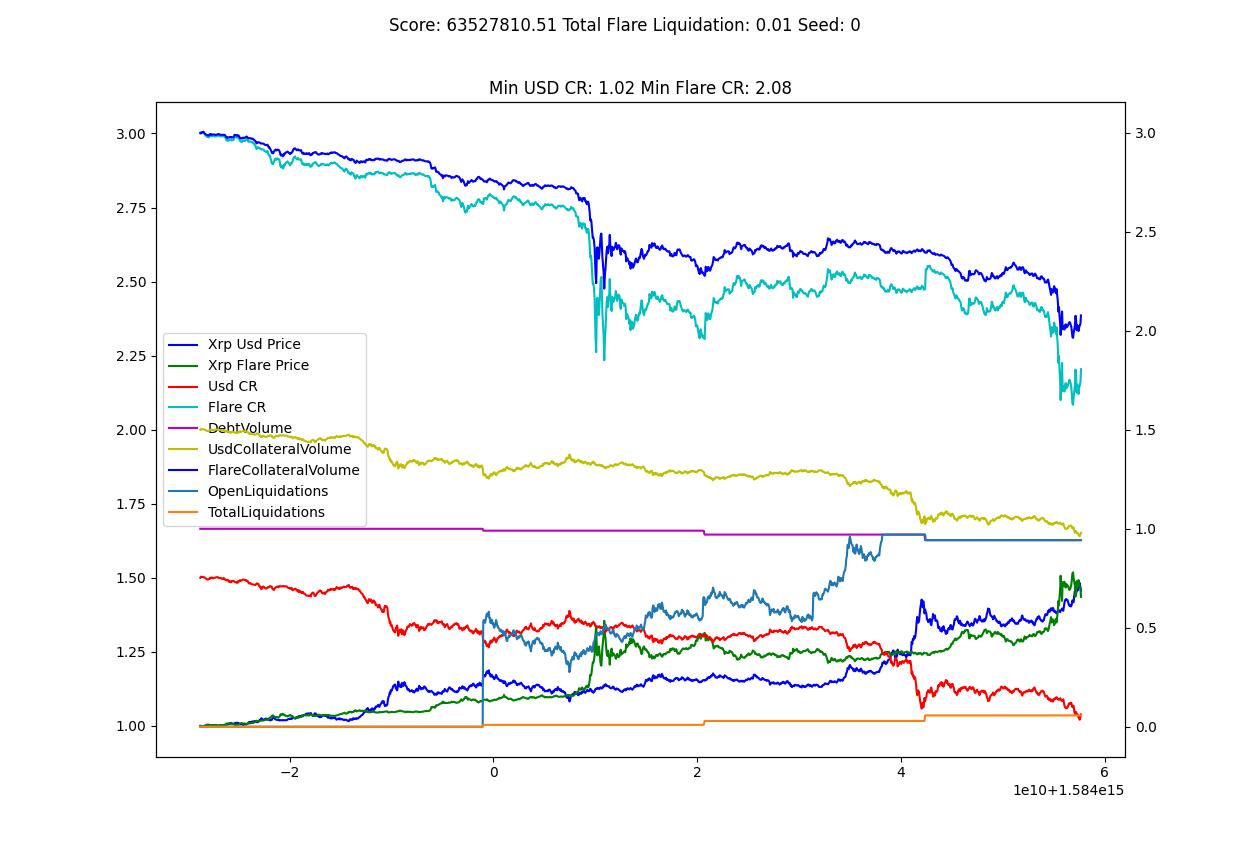 Score: 63527810.51 Total Flare Liquidation: 0.01 Seed: 0
Min USD CR: 1.02 Min Flare CR: 2.08
3.00
2.75
2.50
2.25
2.00
1.75
1.50
1.25
1.00
3.0
2.5
2.0
1.5
1.0
0.5
0.0
Xrp Usd Price
Xrp Flare Price
Usd CR
Flare CR
DebtVolume
UsdCollateralVolume
FlareCollateralVolume
OpenLiquidations
TotalLiquidations
−2 0 2 4 6
1e10+1.584e15